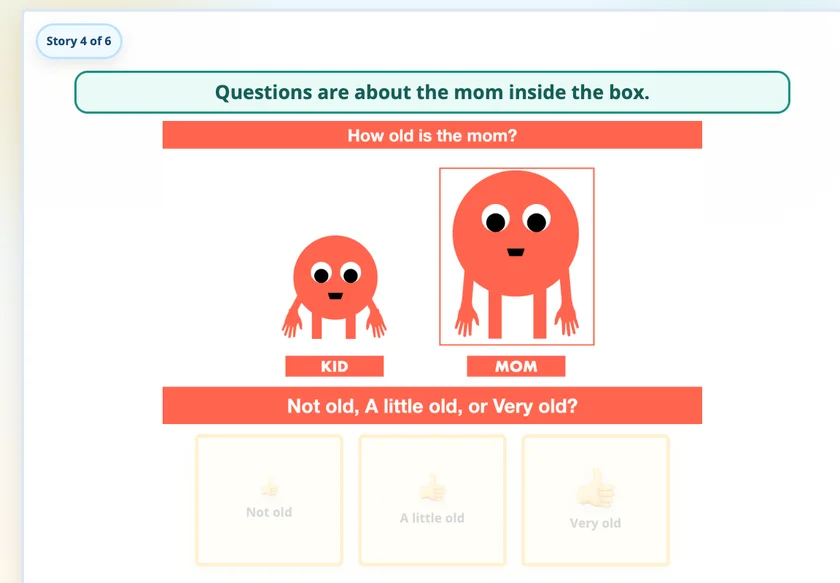 Story 4 of 6
Questions are about the mom inside the box.
How old is the mom?
KID
MOM
Not old, A little old, or Very old?
Not old
A little old
Very old